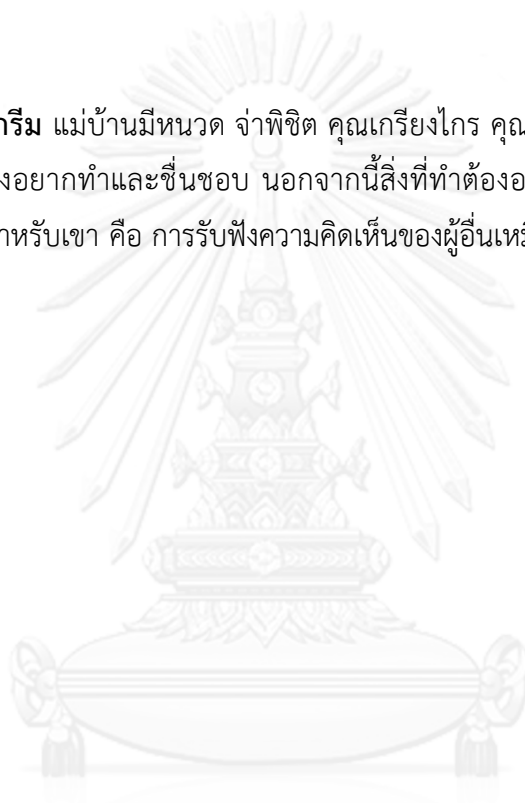 กรีม แม่บ้านมีหนวด จ่าพิชิต คุณเกรียงไกร คุณ
งอยากทำและชื่นชอบ นอกจากนี้สิ่งที่ทำต้องอ
ำหรับเขา คือ การรับฟังความคิดเห็นของผู้อื่นเหมื